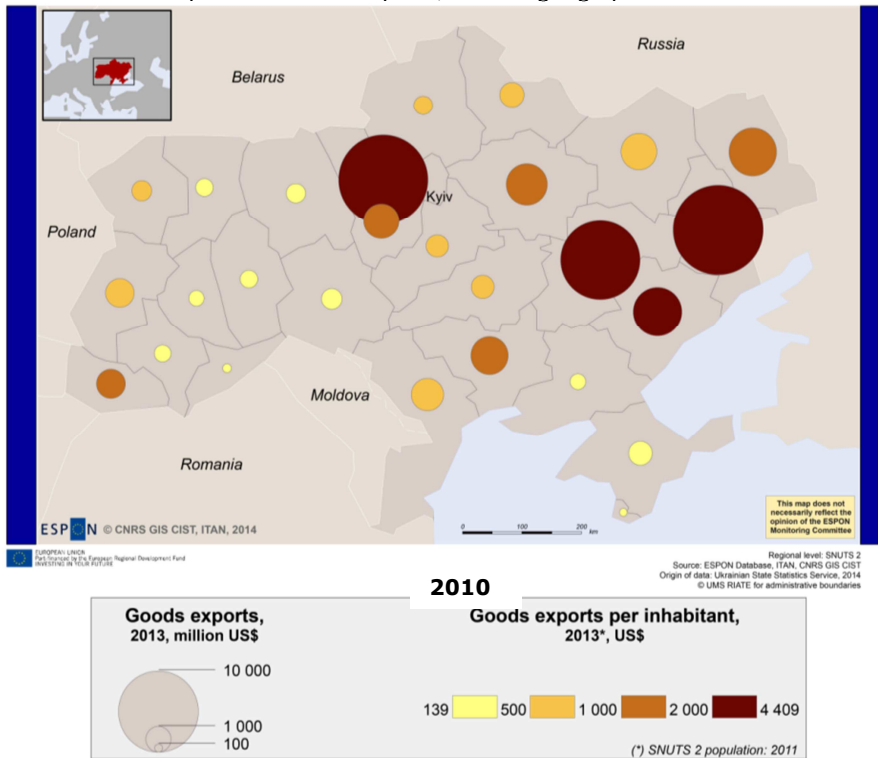 Russia
Belarus
Kyiv
Poland
Moldova
Romania
ESPON © CNRS GIS CIST, ITAN, 2014
0 100 200 km
This map does not
necessarily reflect the
opinion of the ESPON
Monitoring Committee
EUROPEAN UNION
Part-financed by the European Regional Development Fund
INVESTING IN YOUR FUTURE
Regional level: SNUTS 2
Source: ESPON Database, ITAN, CNRS GIS CIST
Origin of data: Ukrainian State Statistics Service, 2014
© UMS RIATE for administrative boundaries
2010
Goods exports,
2013, million US$
10 000
1 000
100
Goods exports per inhabitant,
2013*, US$
139 500 1 000 2 000 4 409
(*) SNUTS 2 population: 2011